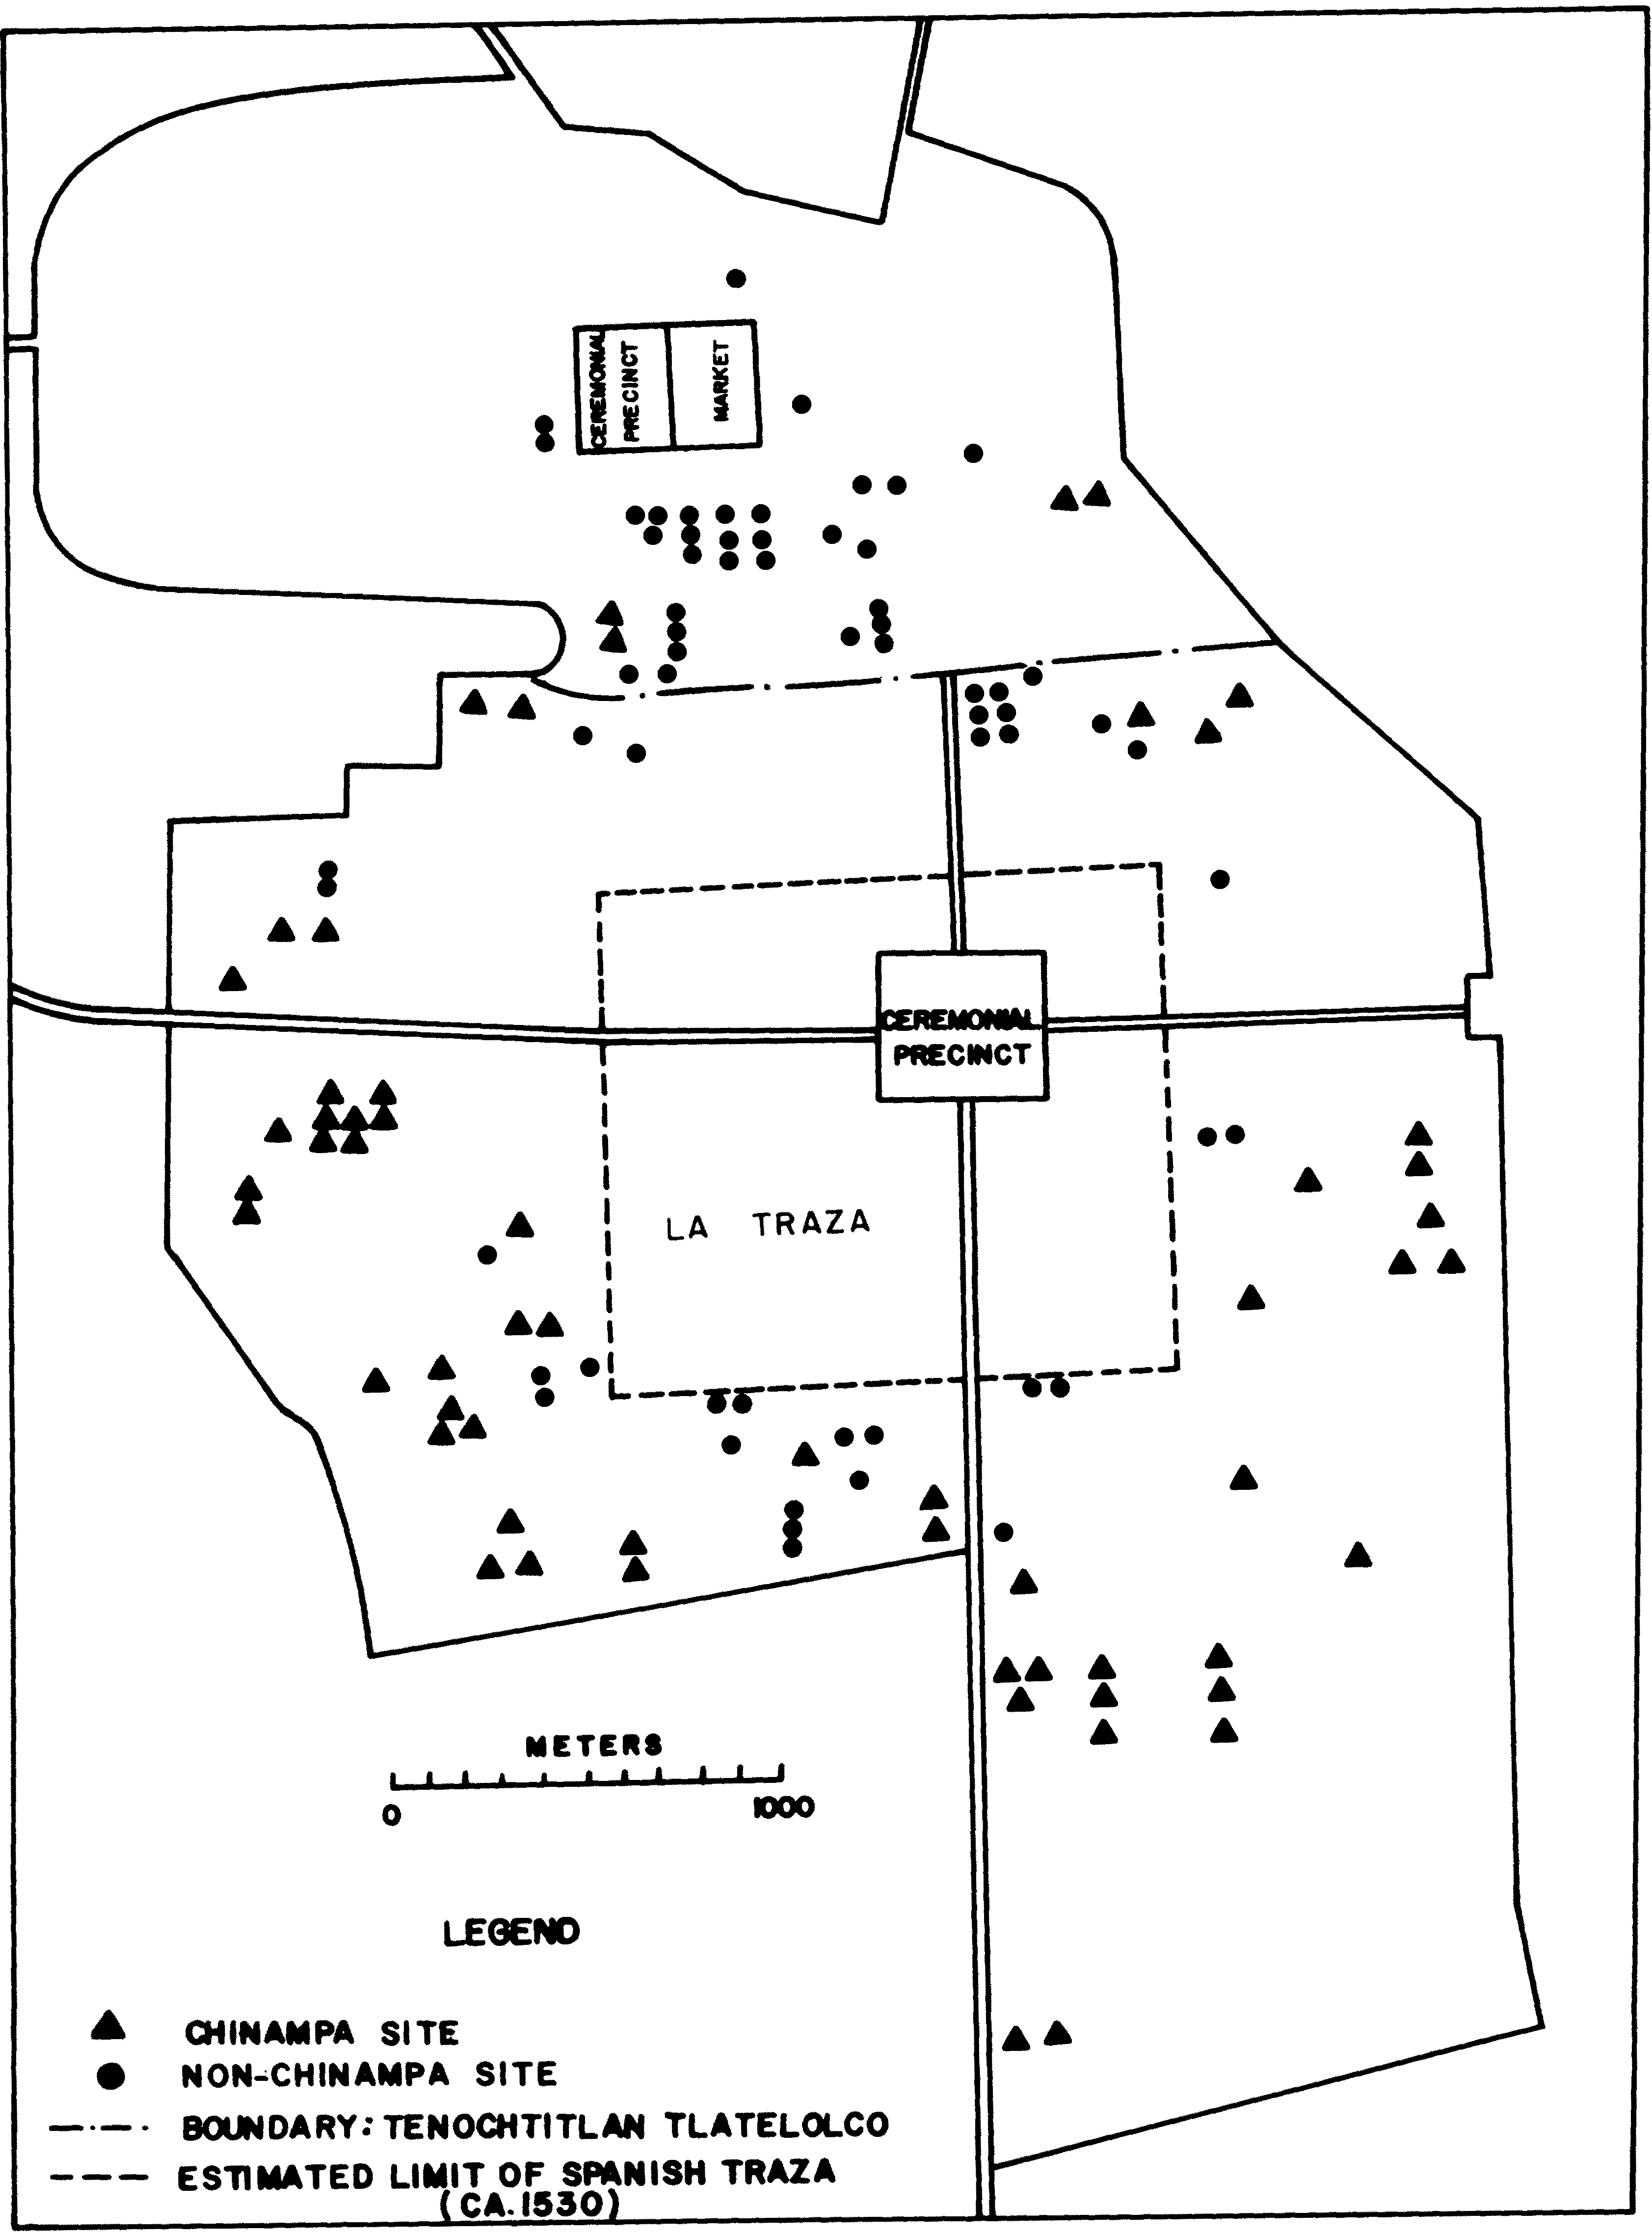 CEREMONIAL
PRECINCT
MARKET
CEREMONIAL
PRECINCT
LA TRAZA
METERS
0
1000
LEGEND
CHINAMPA SITE
NON-CHINAMPA SITE
BOUNDARY: TENOCHTITLAN TLATELOLCO
ESTIMATED LIMIT OF SPANISH TRAZA
(CA.1530)